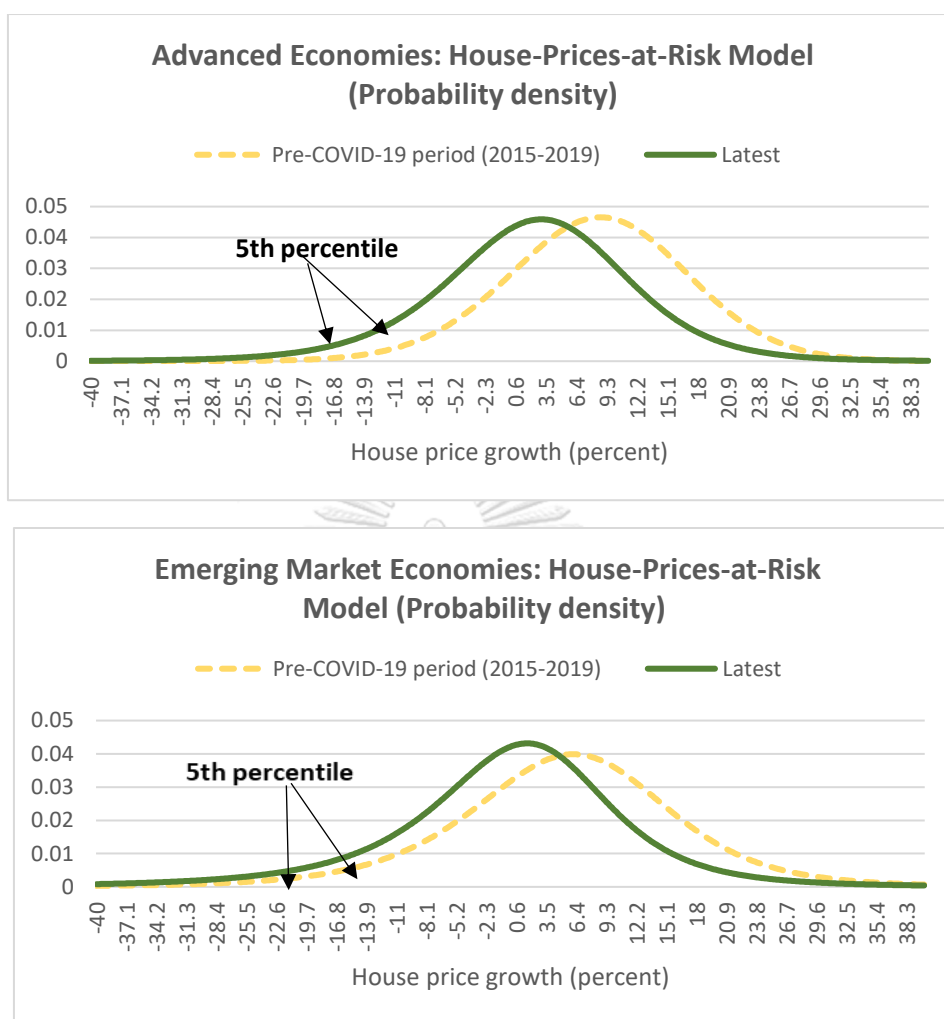 Advanced Economies: House-Prices-at-Risk Model
(Probability density)
Pre-COVID-19 period (2015-2019) Latest
0.05
0.04
5th percentile
0.03
0.02
0.01
0
-40 -37.1 -34.2 -31.3 -28.4 -25.5 -22.6 -19.7 -16.8 -13.9 -11 -8.1 -5.2 -2.3 0.6 3.5 6.4 9.3 12.2 15.1 18 20.9 23.8 26.7 29.6 32.5 35.4 38.3
House price growth (percent)
Emerging Market Economies: House-Prices-at-Risk
Model (Probability density)
Pre-COVID-19 period (2015-2019) Latest
0.05
0.04
5th percentile
0.03
0.02
0.01
0
-40 -37.1 -34.2 -31.3 -28.4 -25.5 -22.6 -19.7 -16.8 -13.9 -11 -8.1 -5.2 -2.3 0.6 3.5 6.4 9.3 12.2 15.1 18 20.9 23.8 26.7 29.6 32.5 35.4 38.3
House price growth (percent)